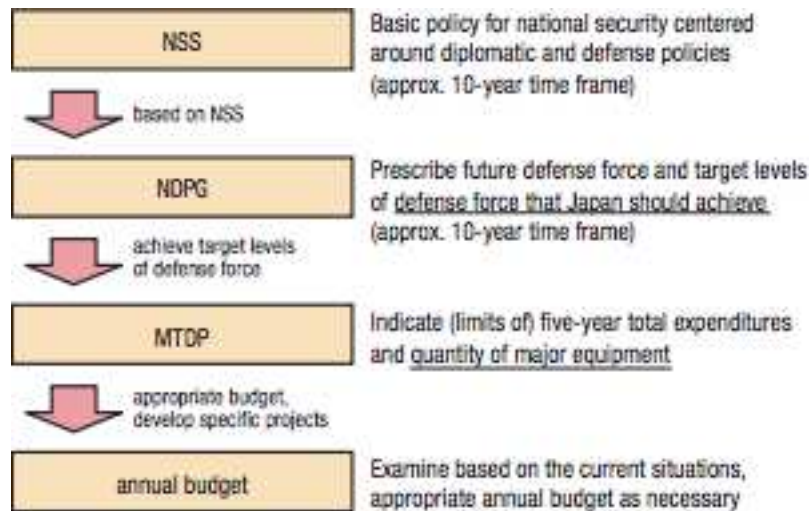 NSS
Basic policy for national security centered
around diplomatic and defense policies
(approx. 10-year time frame)
based on NSS
NDPG
Prescribe future defense force and target levels
of defense force that Japan should achieve
(approx. 10-year time frame)
achieve target levels
of defense force
MTDP
Indicate (limits of) five-year total expenditures
and quantity of major equipment
appropriate budget,
develop specific projects
annual budget
Examine based on the current situations,
appropriate annual budget as necessary